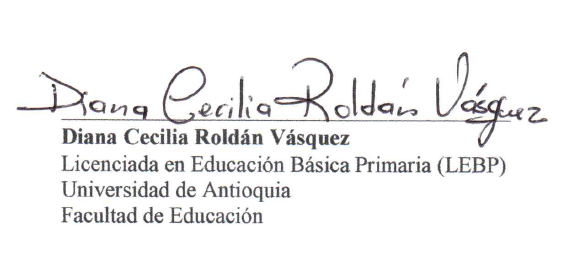 Diana Cecilia Roldán Vásquez
Diana Cecilia Roldán Vásquez
Licenciada en Educación Básica Primaria (LEBP)
Universidad de Antioquia
Facultad de Educación